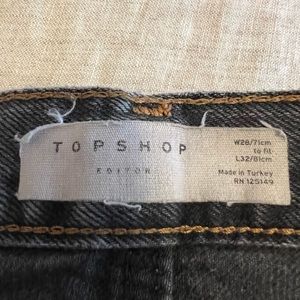 TOPSHOP
EDITOR
W28/71cm
to fit
L32/81cm
Made in Turkey
RN 125149